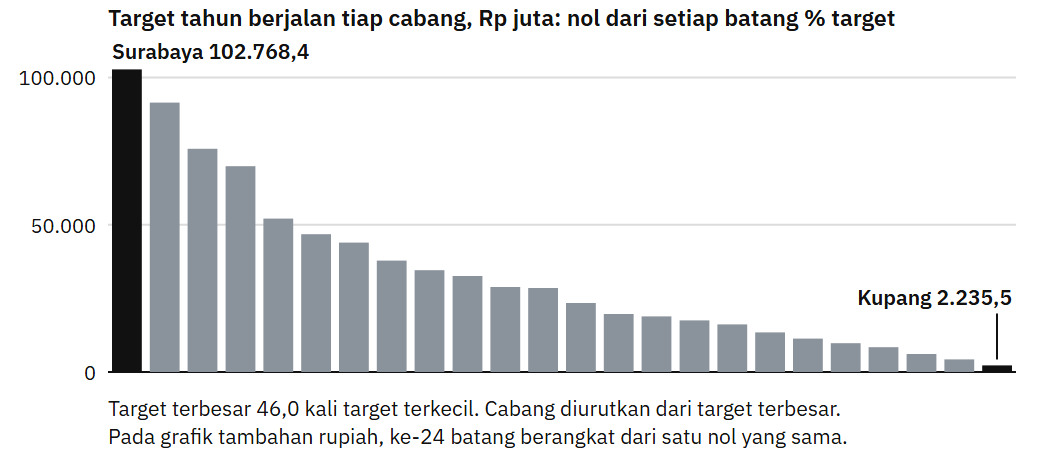 Target tahun berjalan tiap cabang, Rp juta: nol dari setiap batang % target
Surabaya 102.768,4
100.000
50.000
Kupang 2.235,5
0
Target terbesar 46,0 kali target terkecil. Cabang diurutkan dari target terbesar.
Pada grafik tambahan rupiah, ke-24 batang berangkat dari satu nol yang sama.